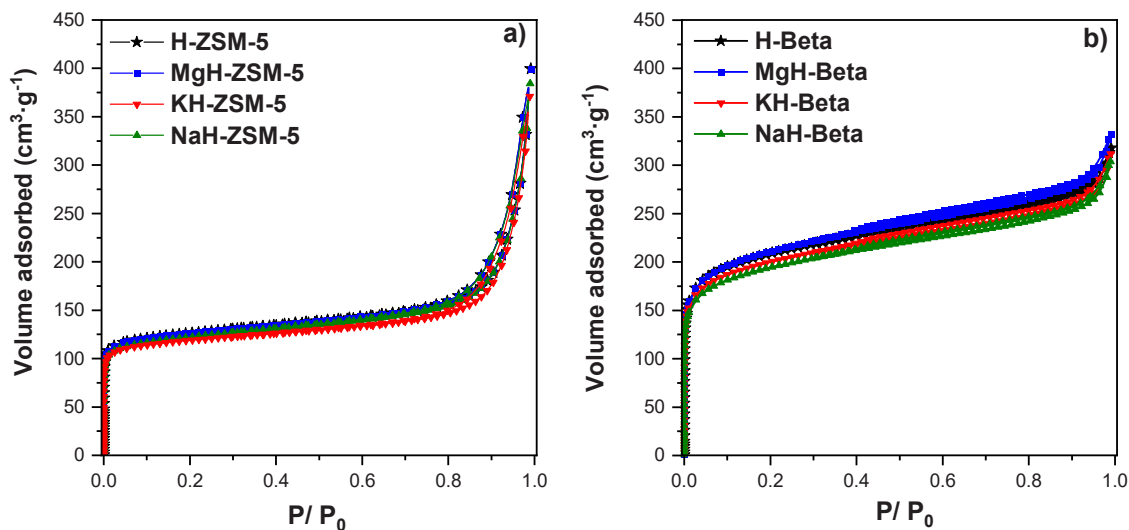 a)
H-ZSM-5
MgH-ZSM-5
KH-ZSM-5
NaH-ZSM-5
Volume adsorbed (cm³·g⁻¹)
450
400
350
300
250
200
150
100
50
0
0.0 0.2 0.4 0.6 0.8 1.0
P/ P₀
b)
H-Beta
MgH-Beta
KH-Beta
NaH-Beta
Volume adsorbed (cm³·g⁻¹)
450
400
350
300
250
200
150
100
50
0
0.0 0.2 0.4 0.6 0.8 1.0
P/ P₀